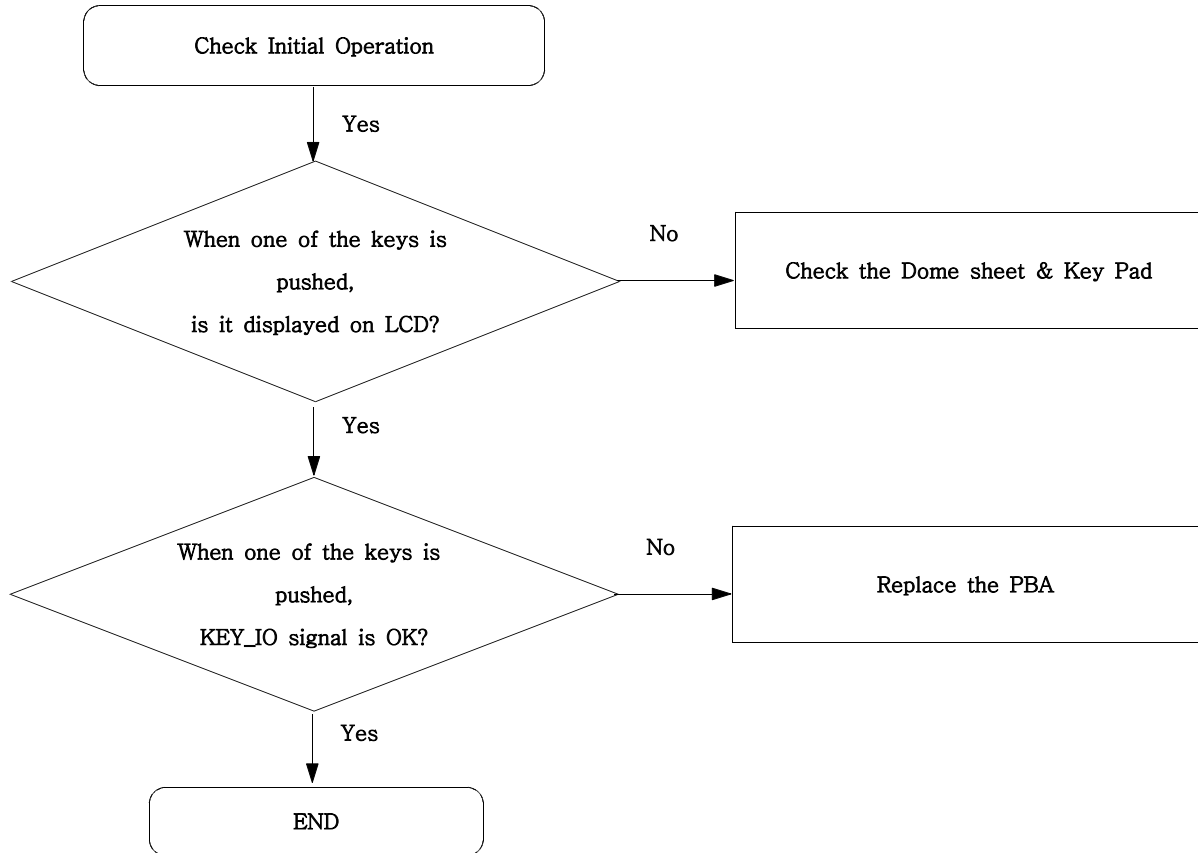 Check Initial Operation
Yes
When one of the keys is
pushed,
is it displayed on LCD?
No
Check the Dome sheet & Key Pad
Yes
When one of the keys is
pushed,
KEY_IO signal is OK?
No
Replace the PBA
Yes
END